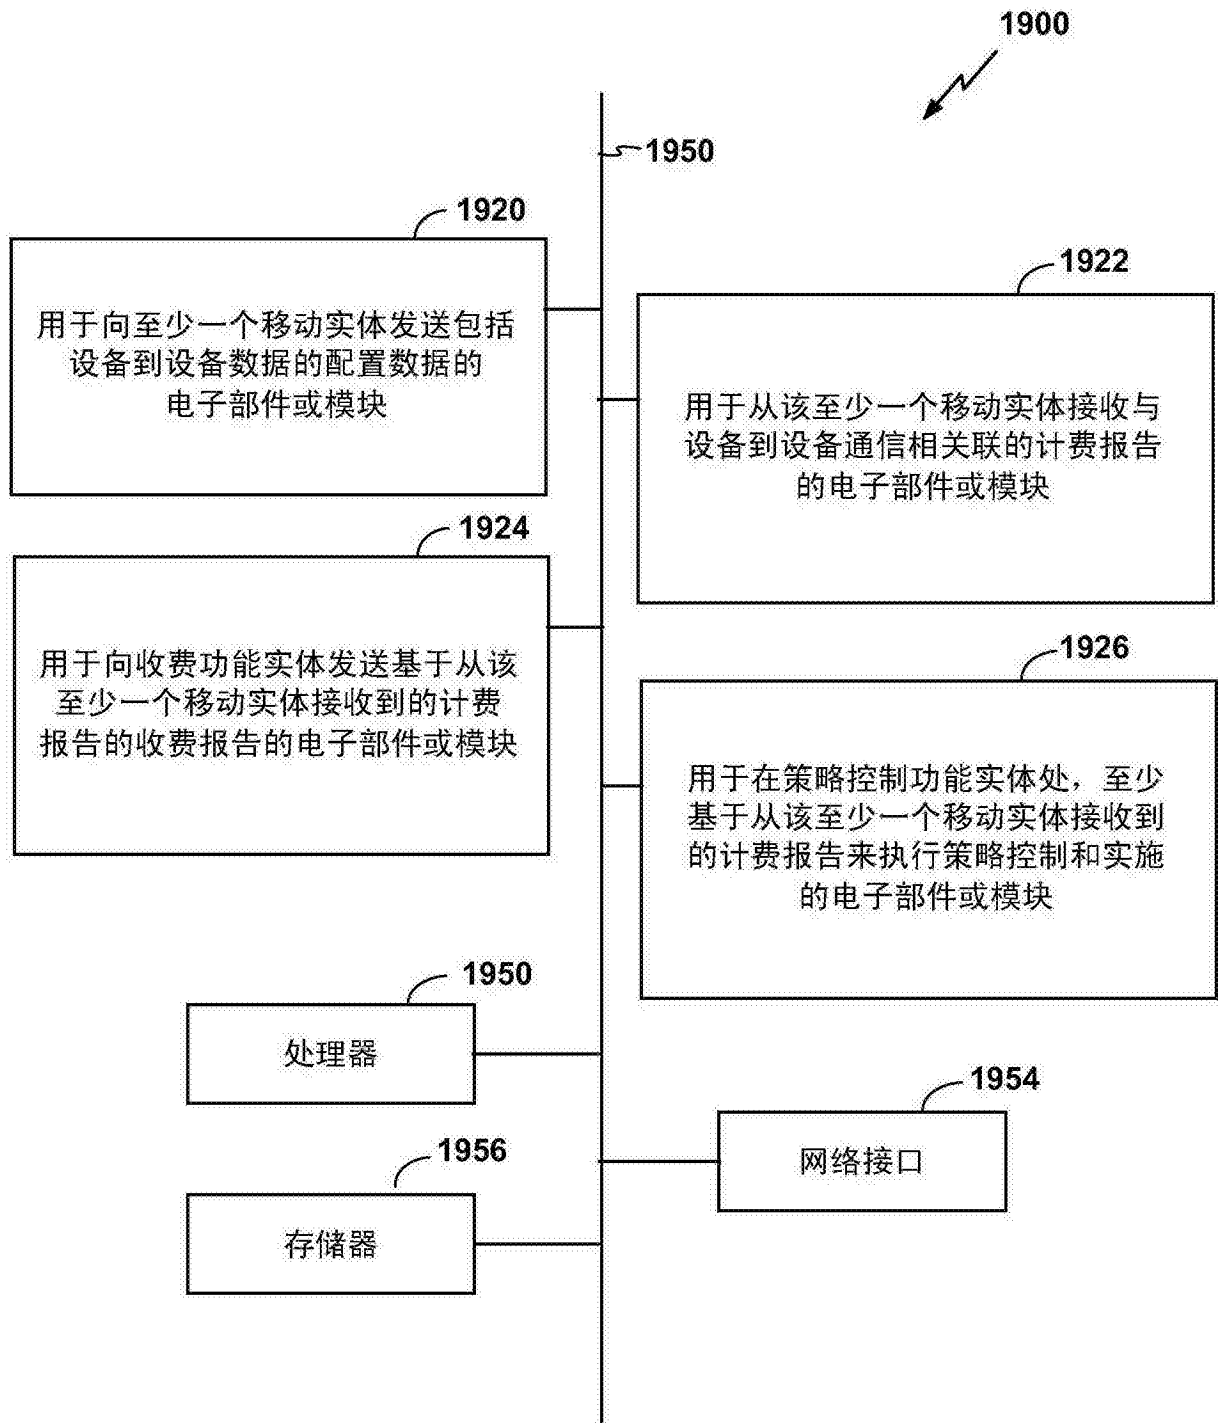 1900
1950
1920
用于向至少一个移动实体发送包括
设备到设备数据的配置数据的
电子部件或模块
1922
用于从该至少一个移动实体接收与
设备到设备通信相关联的计费报告
的电子部件或模块
1924
用于向收费功能实体发送基于从该
至少一个移动实体接收到的计费
报告的收费报告的电子部件或模块
1926
用于在策略控制功能实体处，至少
基于从该至少一个移动实体接收到
的计费报告来执行策略控制和实施
的电子部件或模块
1950
处理器
1954
网络接口
1956
存储器